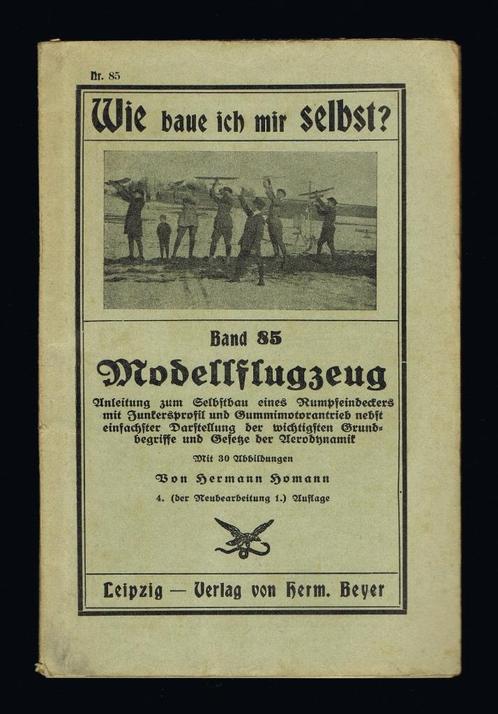 Nr. 85
Wie baue ich mir selbst?
Band 85
Modellflugzeug
Anleitung zum Selbstbau eines Rumpfeindeckers
mit Junkersprofil und Gummimotorantrieb nebst
einfachster Darstellung der wichtigsten Grund=
begriffe und Gesetze der Aerodynamik
Mit 30 Abbildungen
Von Hermann Homann
4. (der Neubearbeitung 1.) Auflage
Leipzig — Verlag von Herm. Beyer